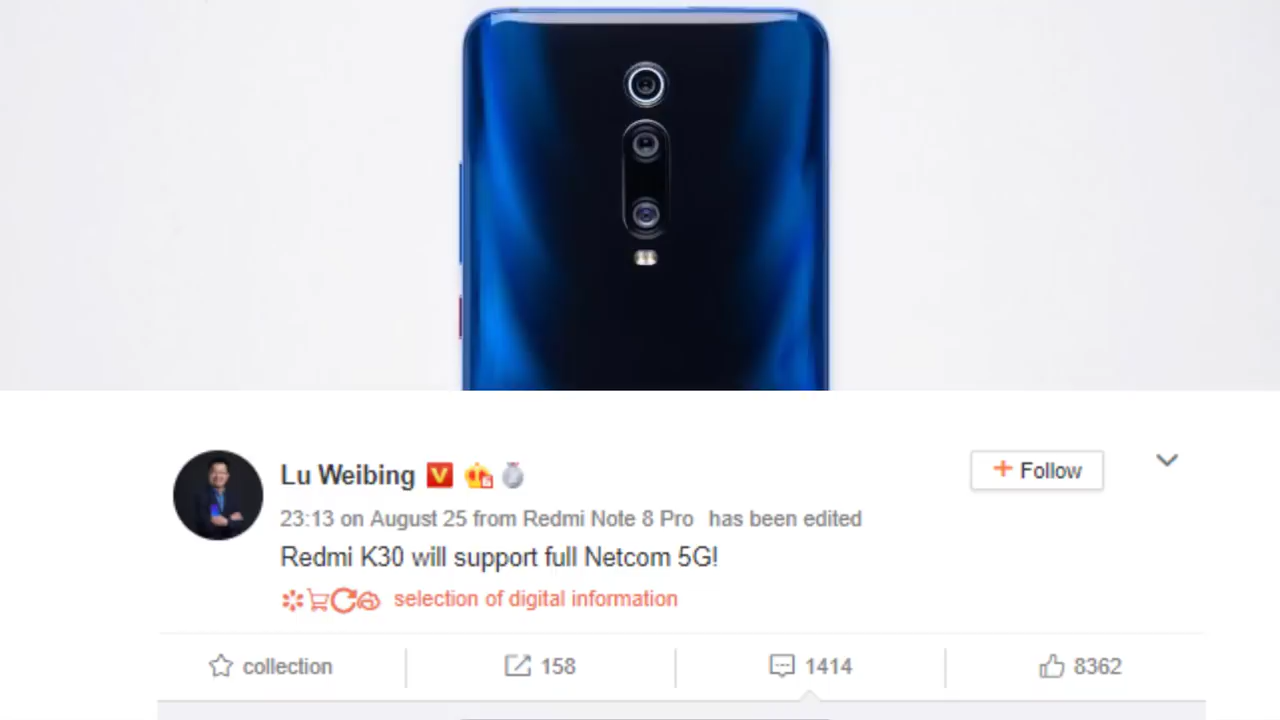 Lu Weibing V
Follow
23:13 on August 25 from Redmi Note 8 Pro has been edited
Redmi K30 will support full Netcom 5G!
selection of digital information
collection
158
1414
8362